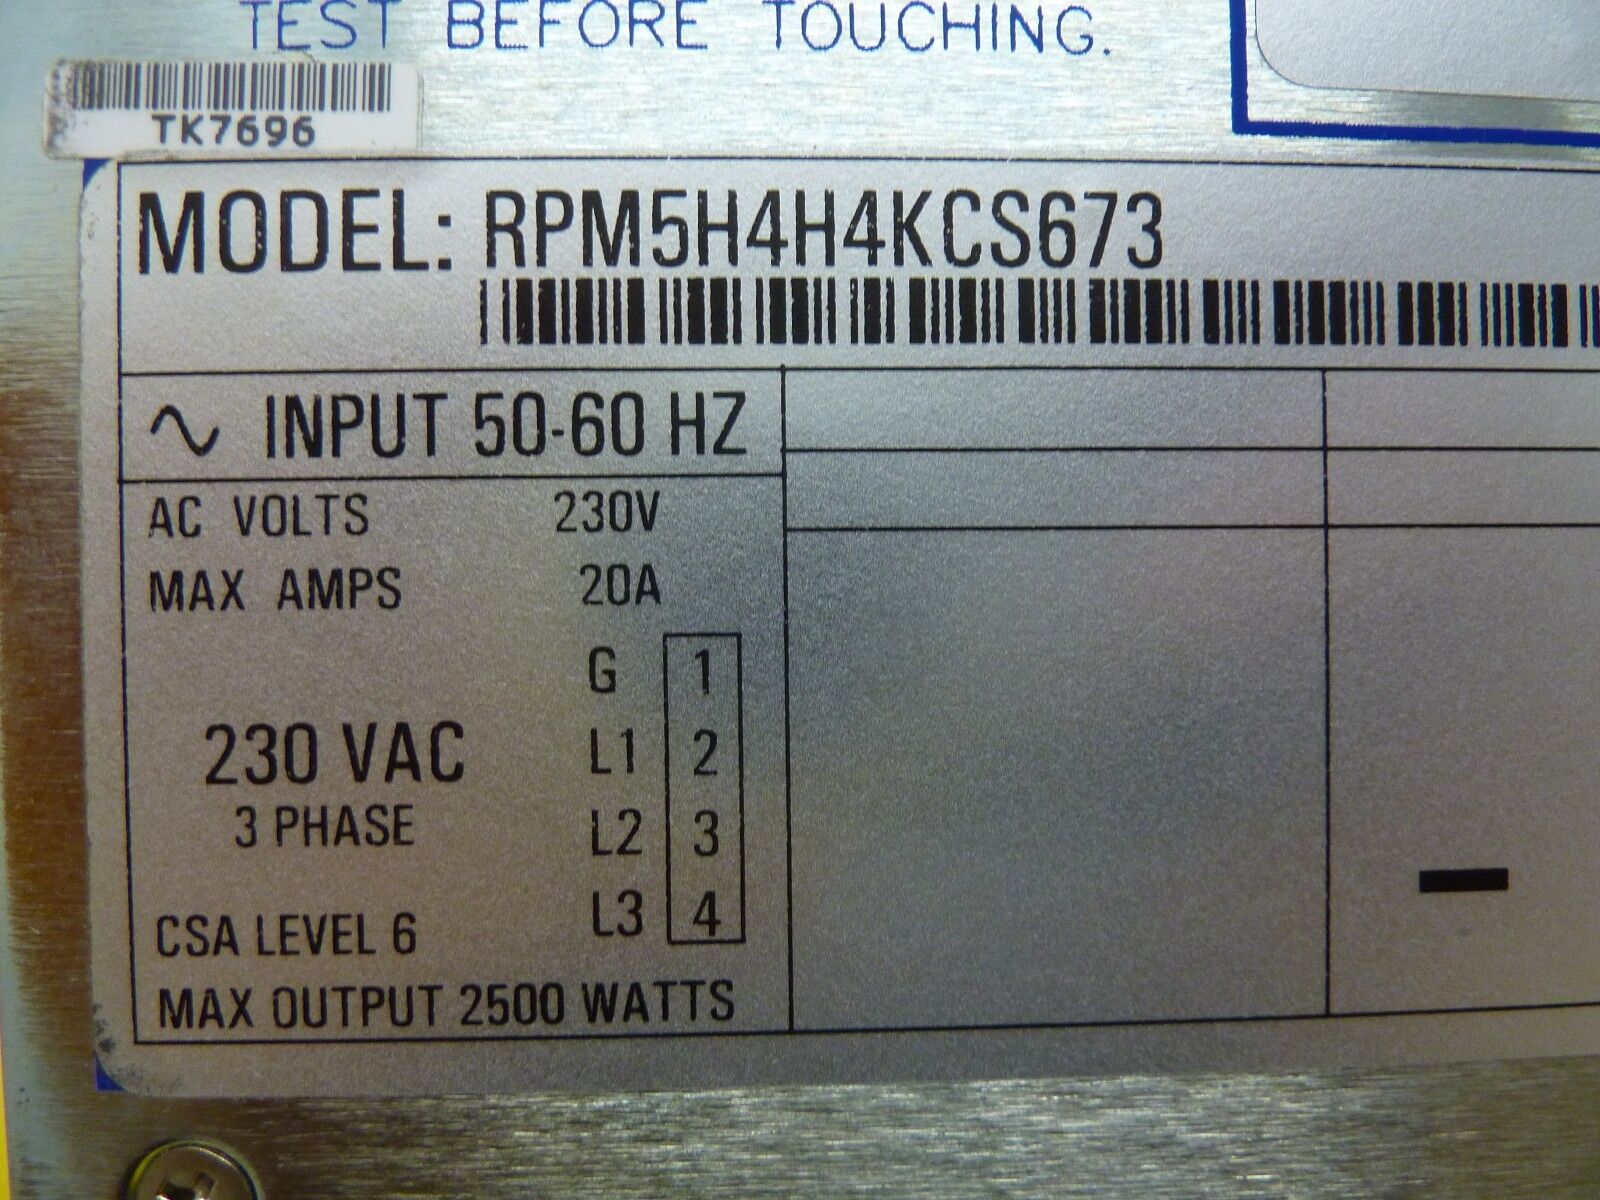 TEST BEFORE TOUCHING.
TK7696
MODEL: RPM5H4H4KCS673
INPUT 50-60 HZ
AC VOLTS 230V
MAX AMPS 20A
G 1
L1 2
230 VAC
3 PHASE
L2 3
L3 4
CSA LEVEL 6
MAX OUTPUT 2500 WATTS